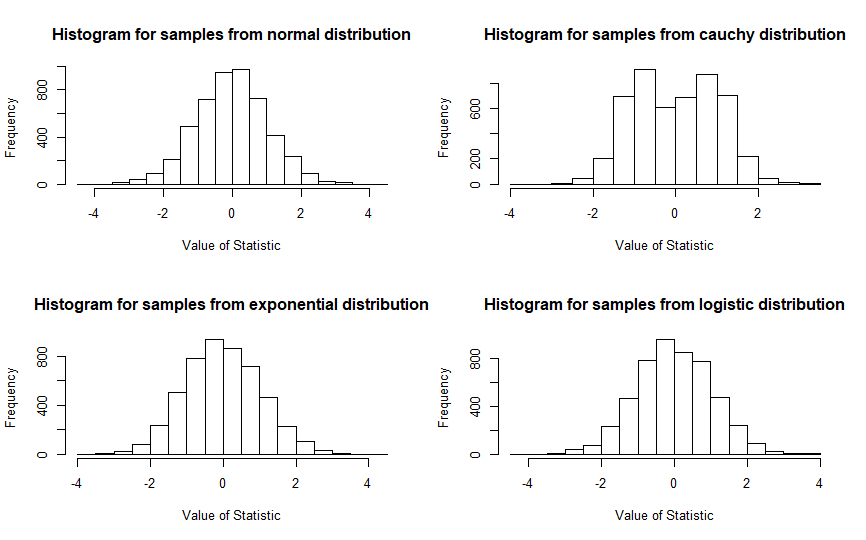 Histogram for samples from normal distribution
Frequency
0 400 800
-4 -2 0 2 4
Value of Statistic
Histogram for samples from cauchy distribution
Frequency
0 200 600
-4 -2 0 2
Value of Statistic
Histogram for samples from exponential distribution
Frequency
0 400 800
-4 -2 0 2 4
Value of Statistic
Histogram for samples from logistic distribution
Frequency
0 400 800
-4 -2 0 2 4
Value of Statistic